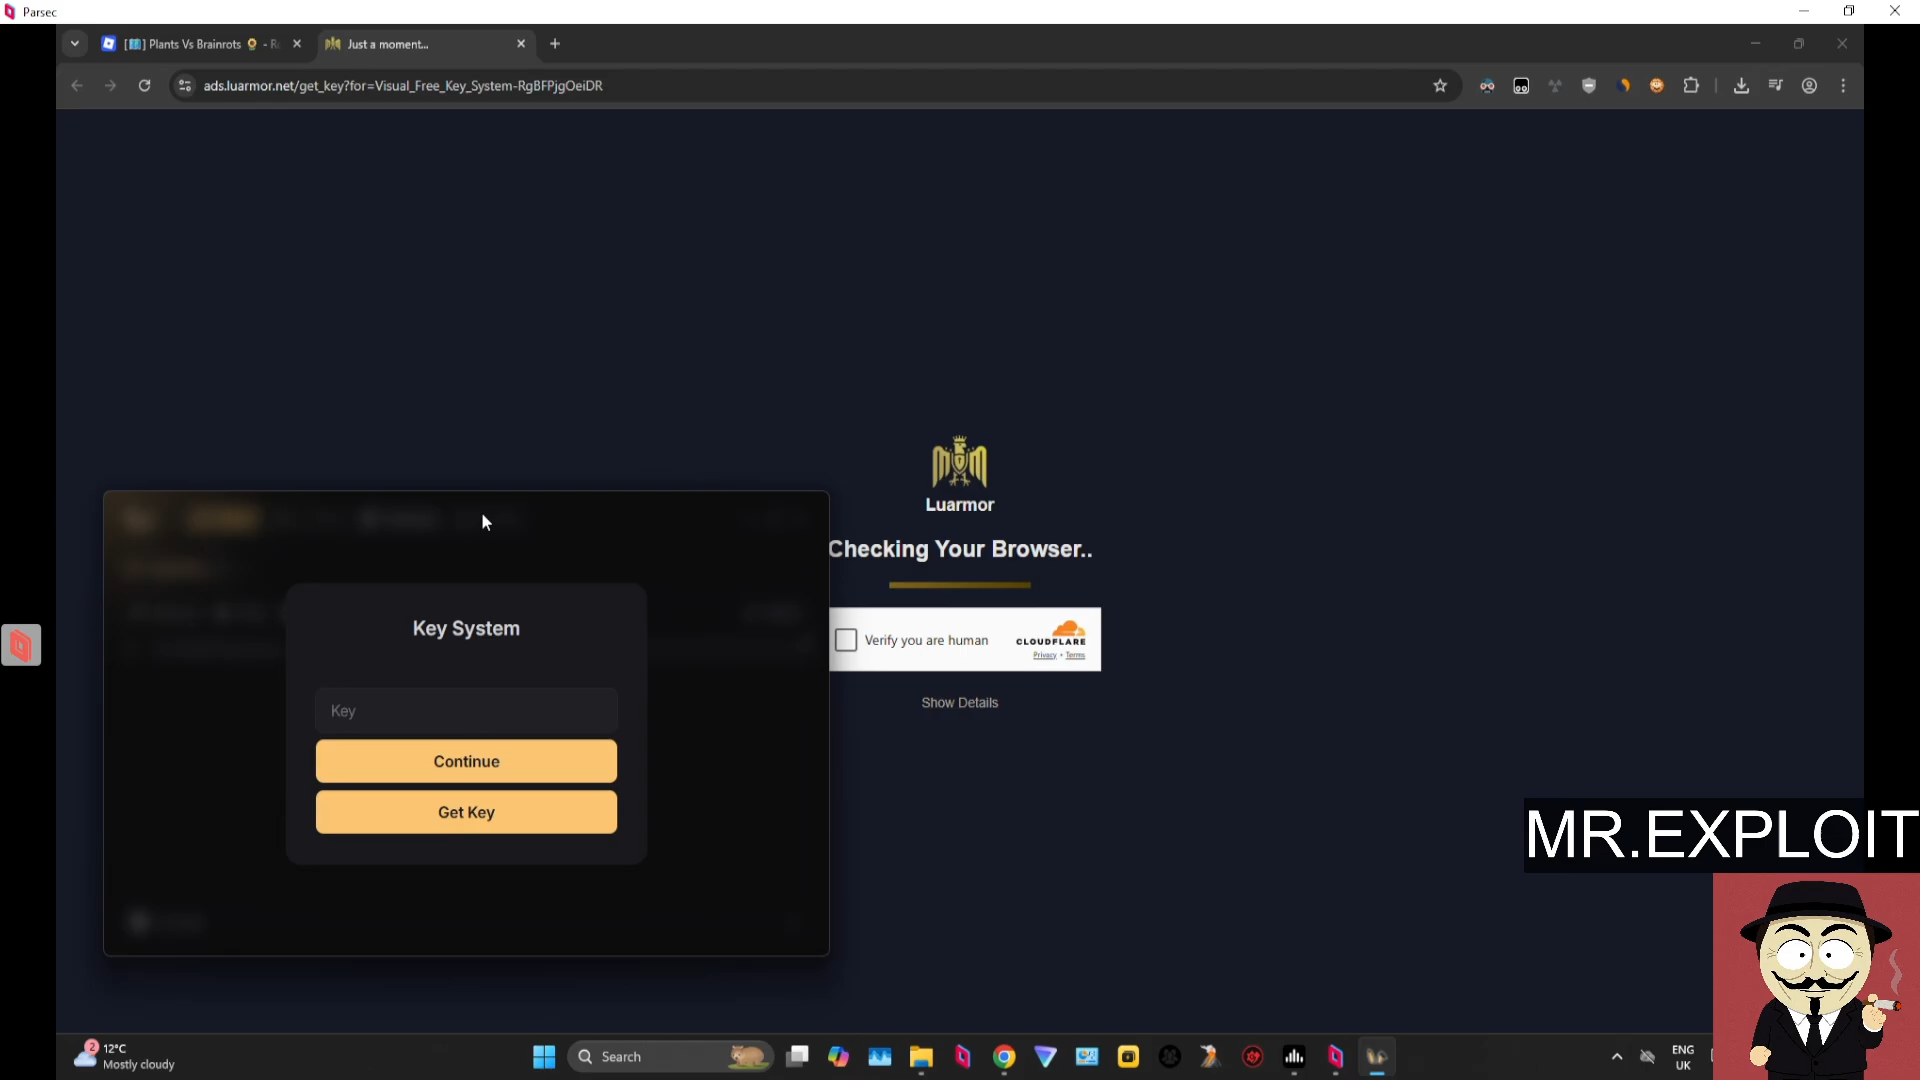 Parsec
Plants Vs Brainrots
Just a moment...
ads.luarmor.net/get_key?for=Visual_Free_Key_System-RgBFPjgOeiDR
Luarmor
Checking Your Browser..
Verify you are human
CLOUDFLARE
Privacy • Terms
Show Details
Key System
Key
Continue
Get Key
MR.EXPLOIT
2
12°C
Mostly cloudy
Search
ENG
UK